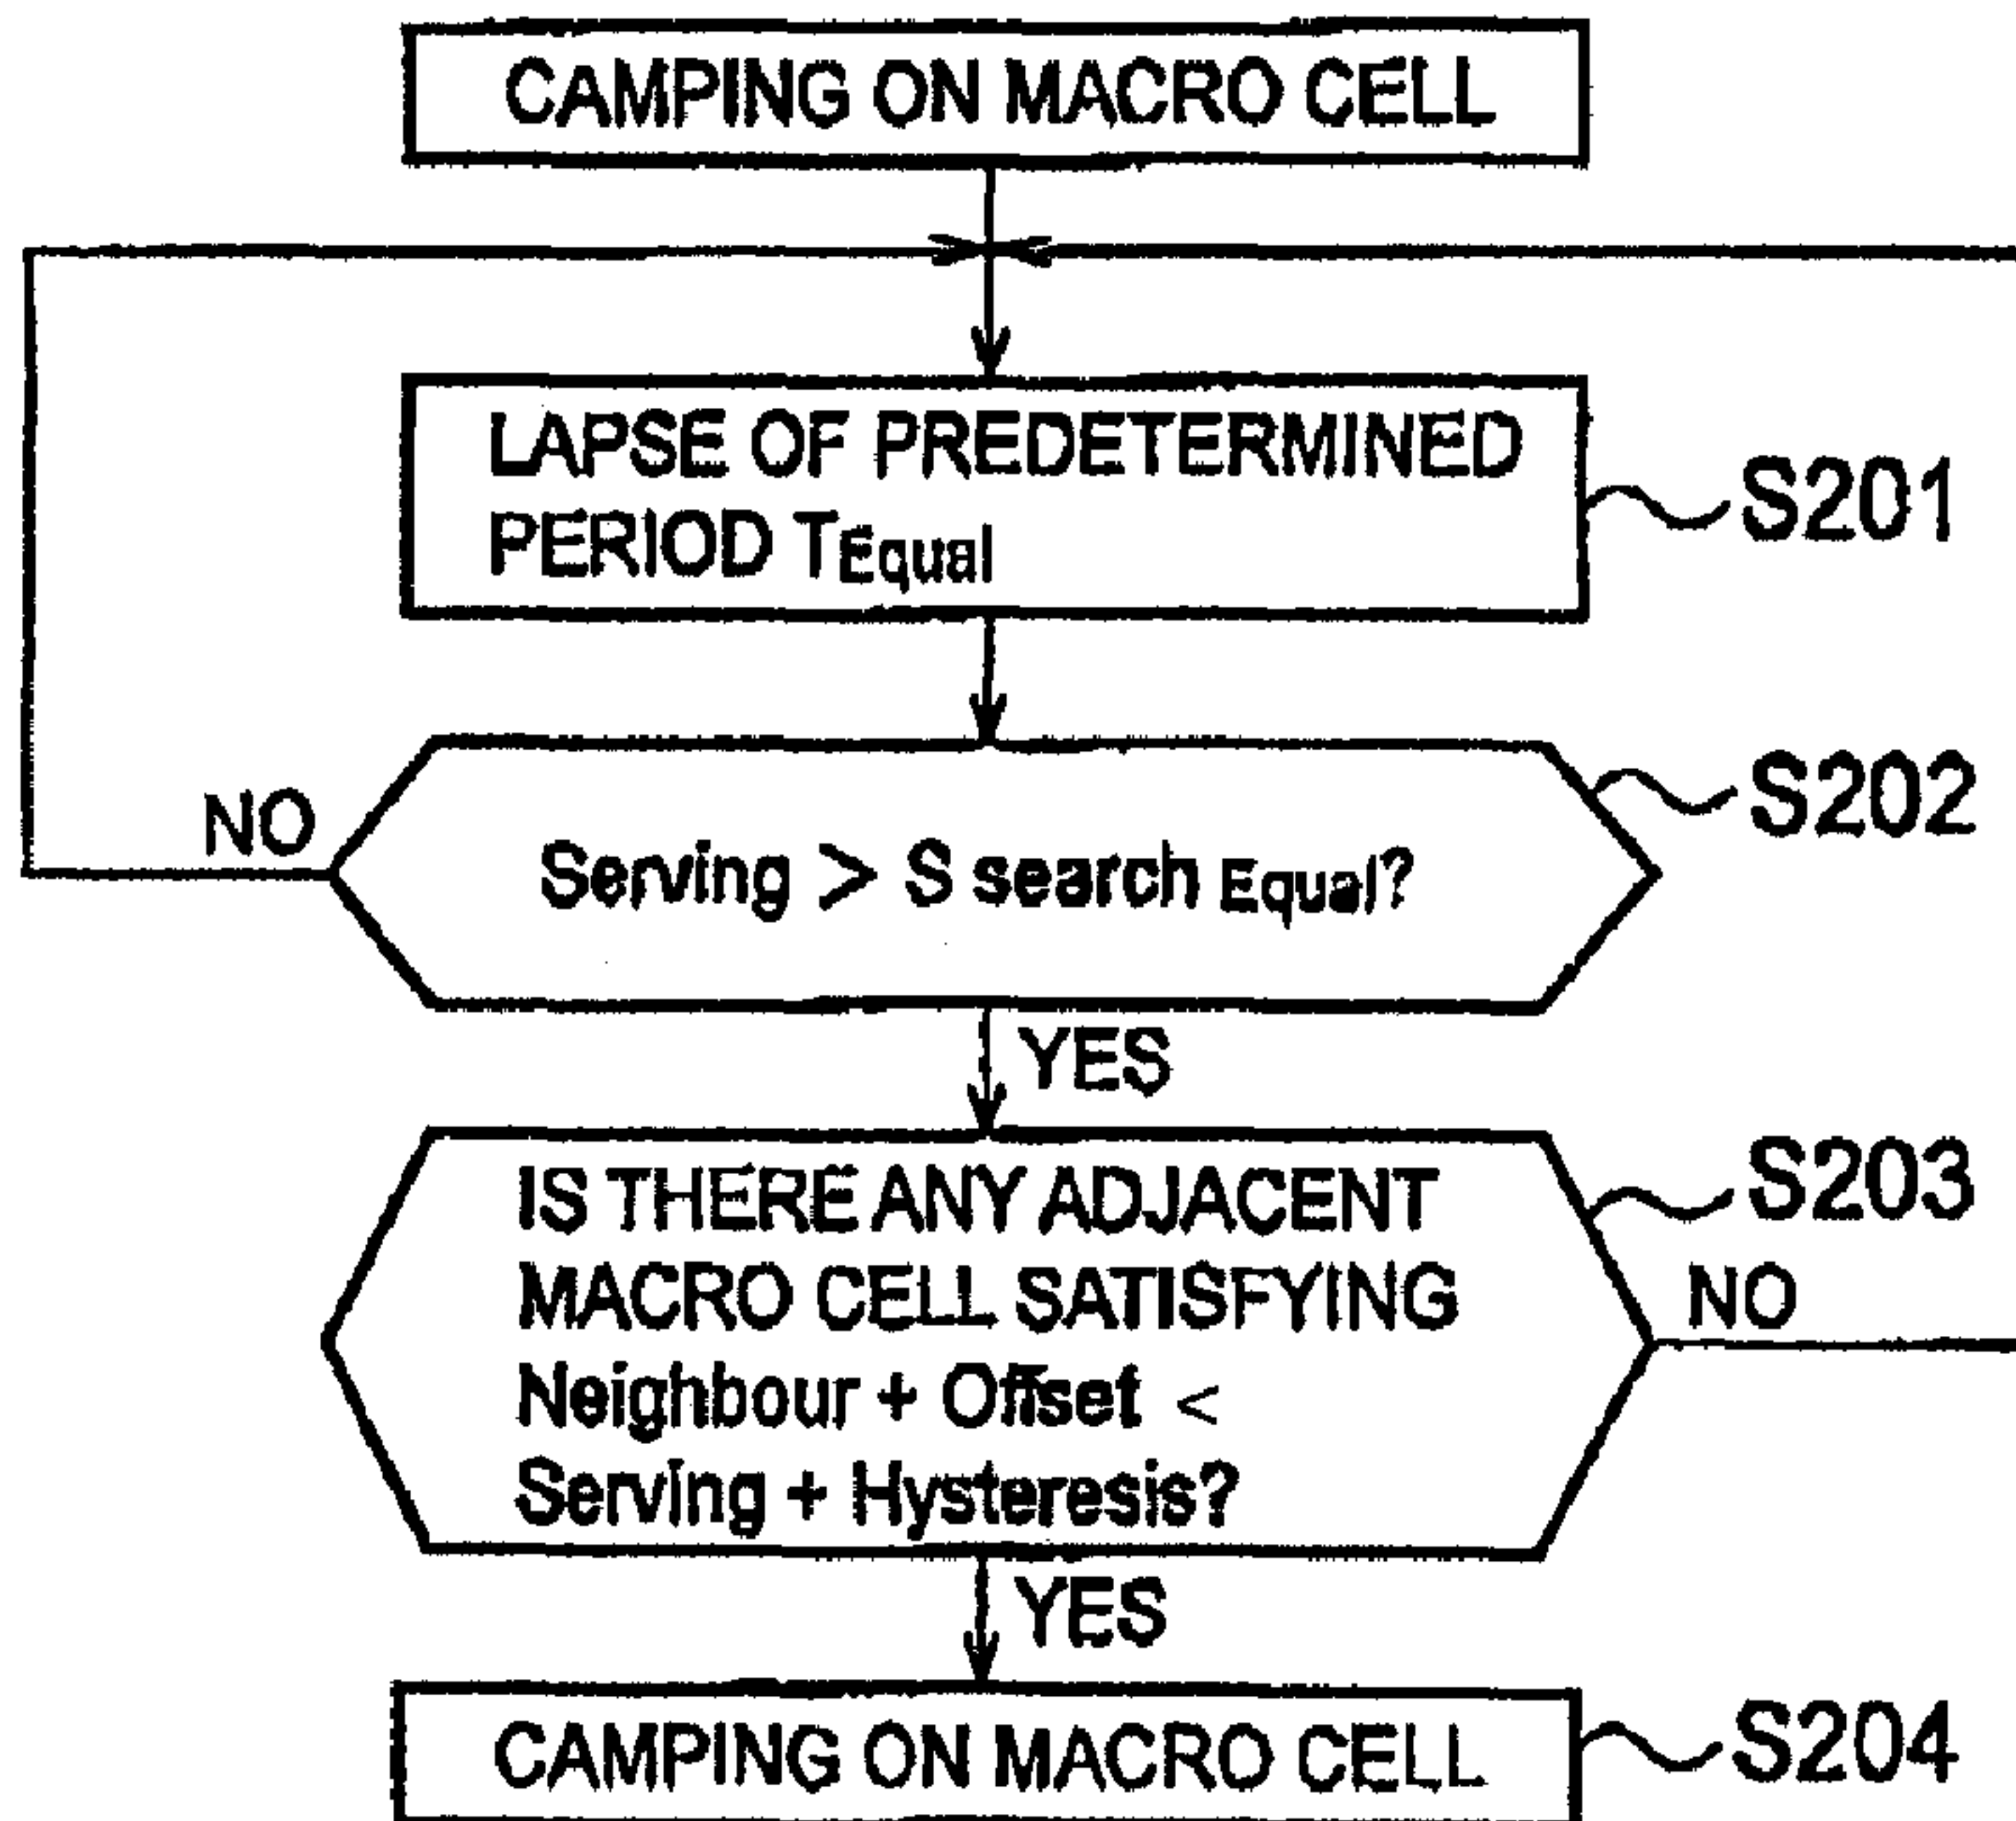 CAMPING ON MACRO CELL
LAPSE OF PREDETERMINED
PERIOD TEqual
S201
S202
NO
Serving > S search Equal?
YES
IS THERE ANY ADJACENT
MACRO CELL SATISFYING
Neighbour + Offset <
Serving + Hysteresis?
S203
NO
YES
CAMPING ON MACRO CELL
S204